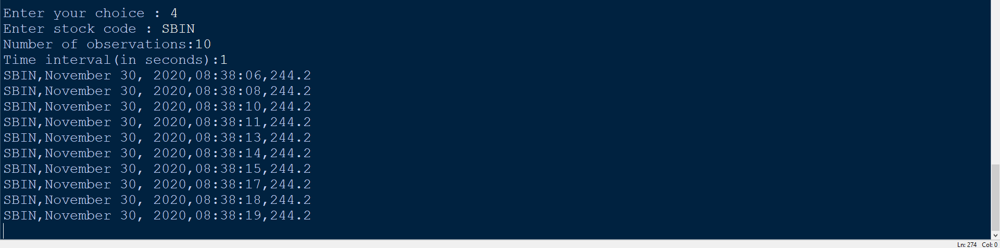 Enter your choice : 4
Enter stock code : SBIN
Number of observations:10
Time interval(in seconds):1
SBIN,November 30, 2020,08:38:06,244.2
SBIN,November 30, 2020,08:38:08,244.2
SBIN,November 30, 2020,08:38:10,244.2
SBIN,November 30, 2020,08:38:11,244.2
SBIN,November 30, 2020,08:38:13,244.2
SBIN,November 30, 2020,08:38:14,244.2
SBIN,November 30, 2020,08:38:15,244.2
SBIN,November 30, 2020,08:38:17,244.2
SBIN,November 30, 2020,08:38:18,244.2
SBIN,November 30, 2020,08:38:19,244.2
Ln: 274 Col: 0